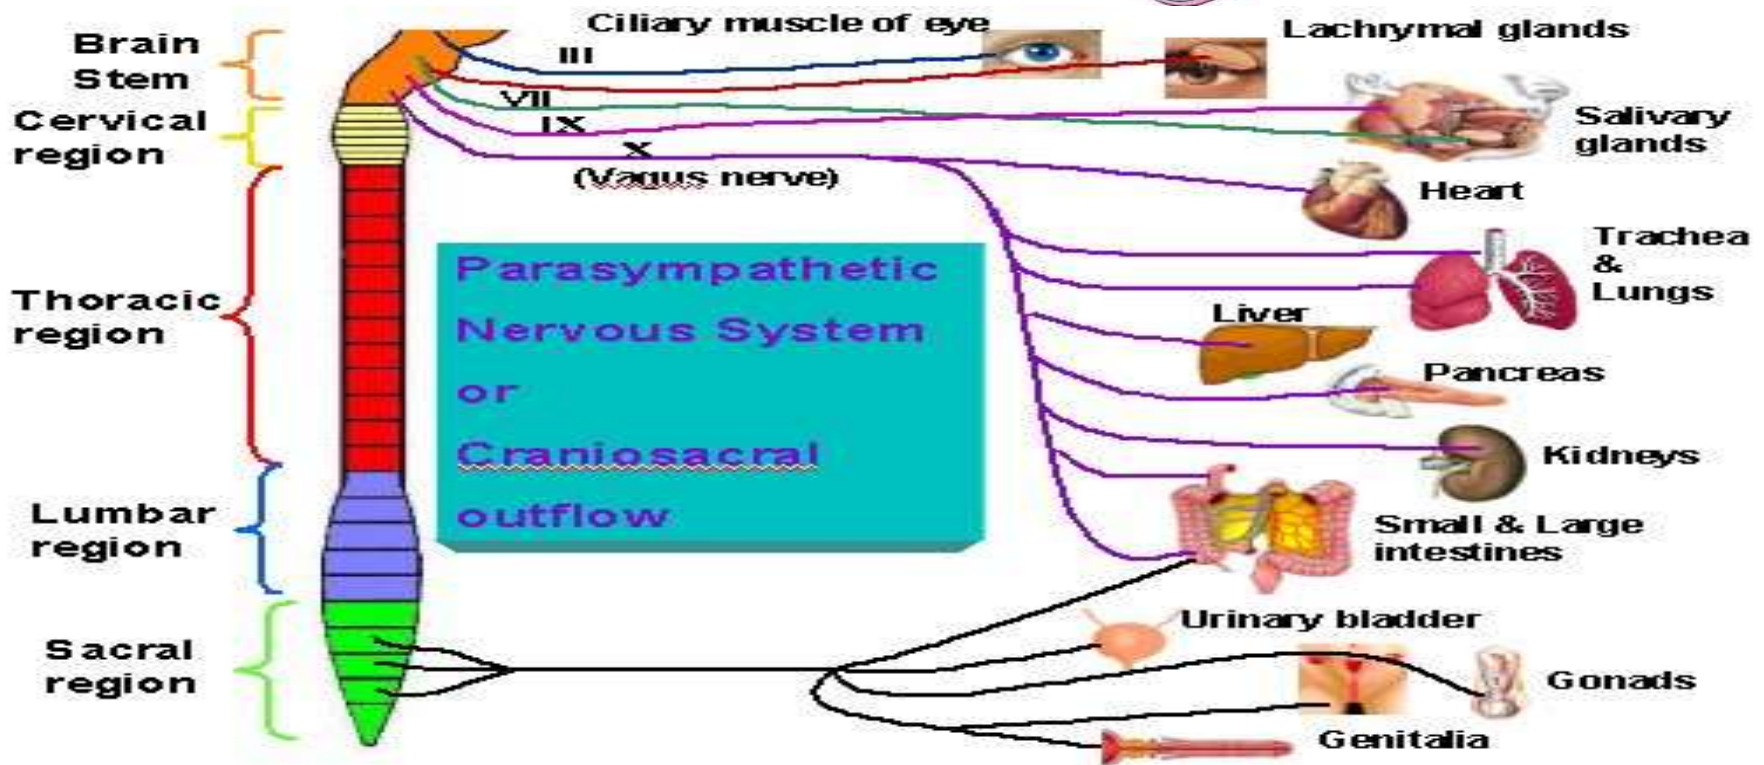 Brain
Stem
Cervical
region
Thoracic
region
Lumbar
region
Sacral
region
Ciliary muscle of eye
III
VII
IX
X
(Vagus nerve)
Parasympathetic
Nervous System
or
Craniosacral
outflow
Lachrymal glands
Salivary
glands
Heart
Trachea
&
Lungs
Liver
Pancreas
Kidneys
Small & Large
intestines
Urinary bladder
Gonads
Genitalia